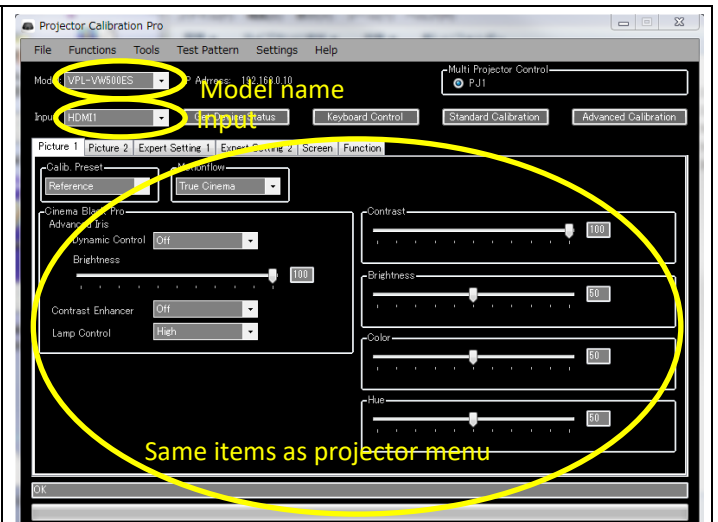 Projector Calibration Pro
File Functions Tools Test Pattern Settings Help
Model: VPL-VW500ES IP Adrress: 192.168.0.10
Model name
Multi Projector Control
PJ1
Input HDMI1 Get Device Status Keyboard Control Standard Calibration Advanced Calibration
Input
Picture 1 Picture 2 Expert Setting 1 Expert Setting 2 Screen Function
Calib. Preset Motionflow
Reference True Cinema
Cinema Black Pro
Advanced Iris
Dynamic Control Off
Brightness
100
Contrast Enhancer Off
Lamp Control High
Contrast
100
Brightness
50
Color
50
Hue
50
Same items as projector menu
OK